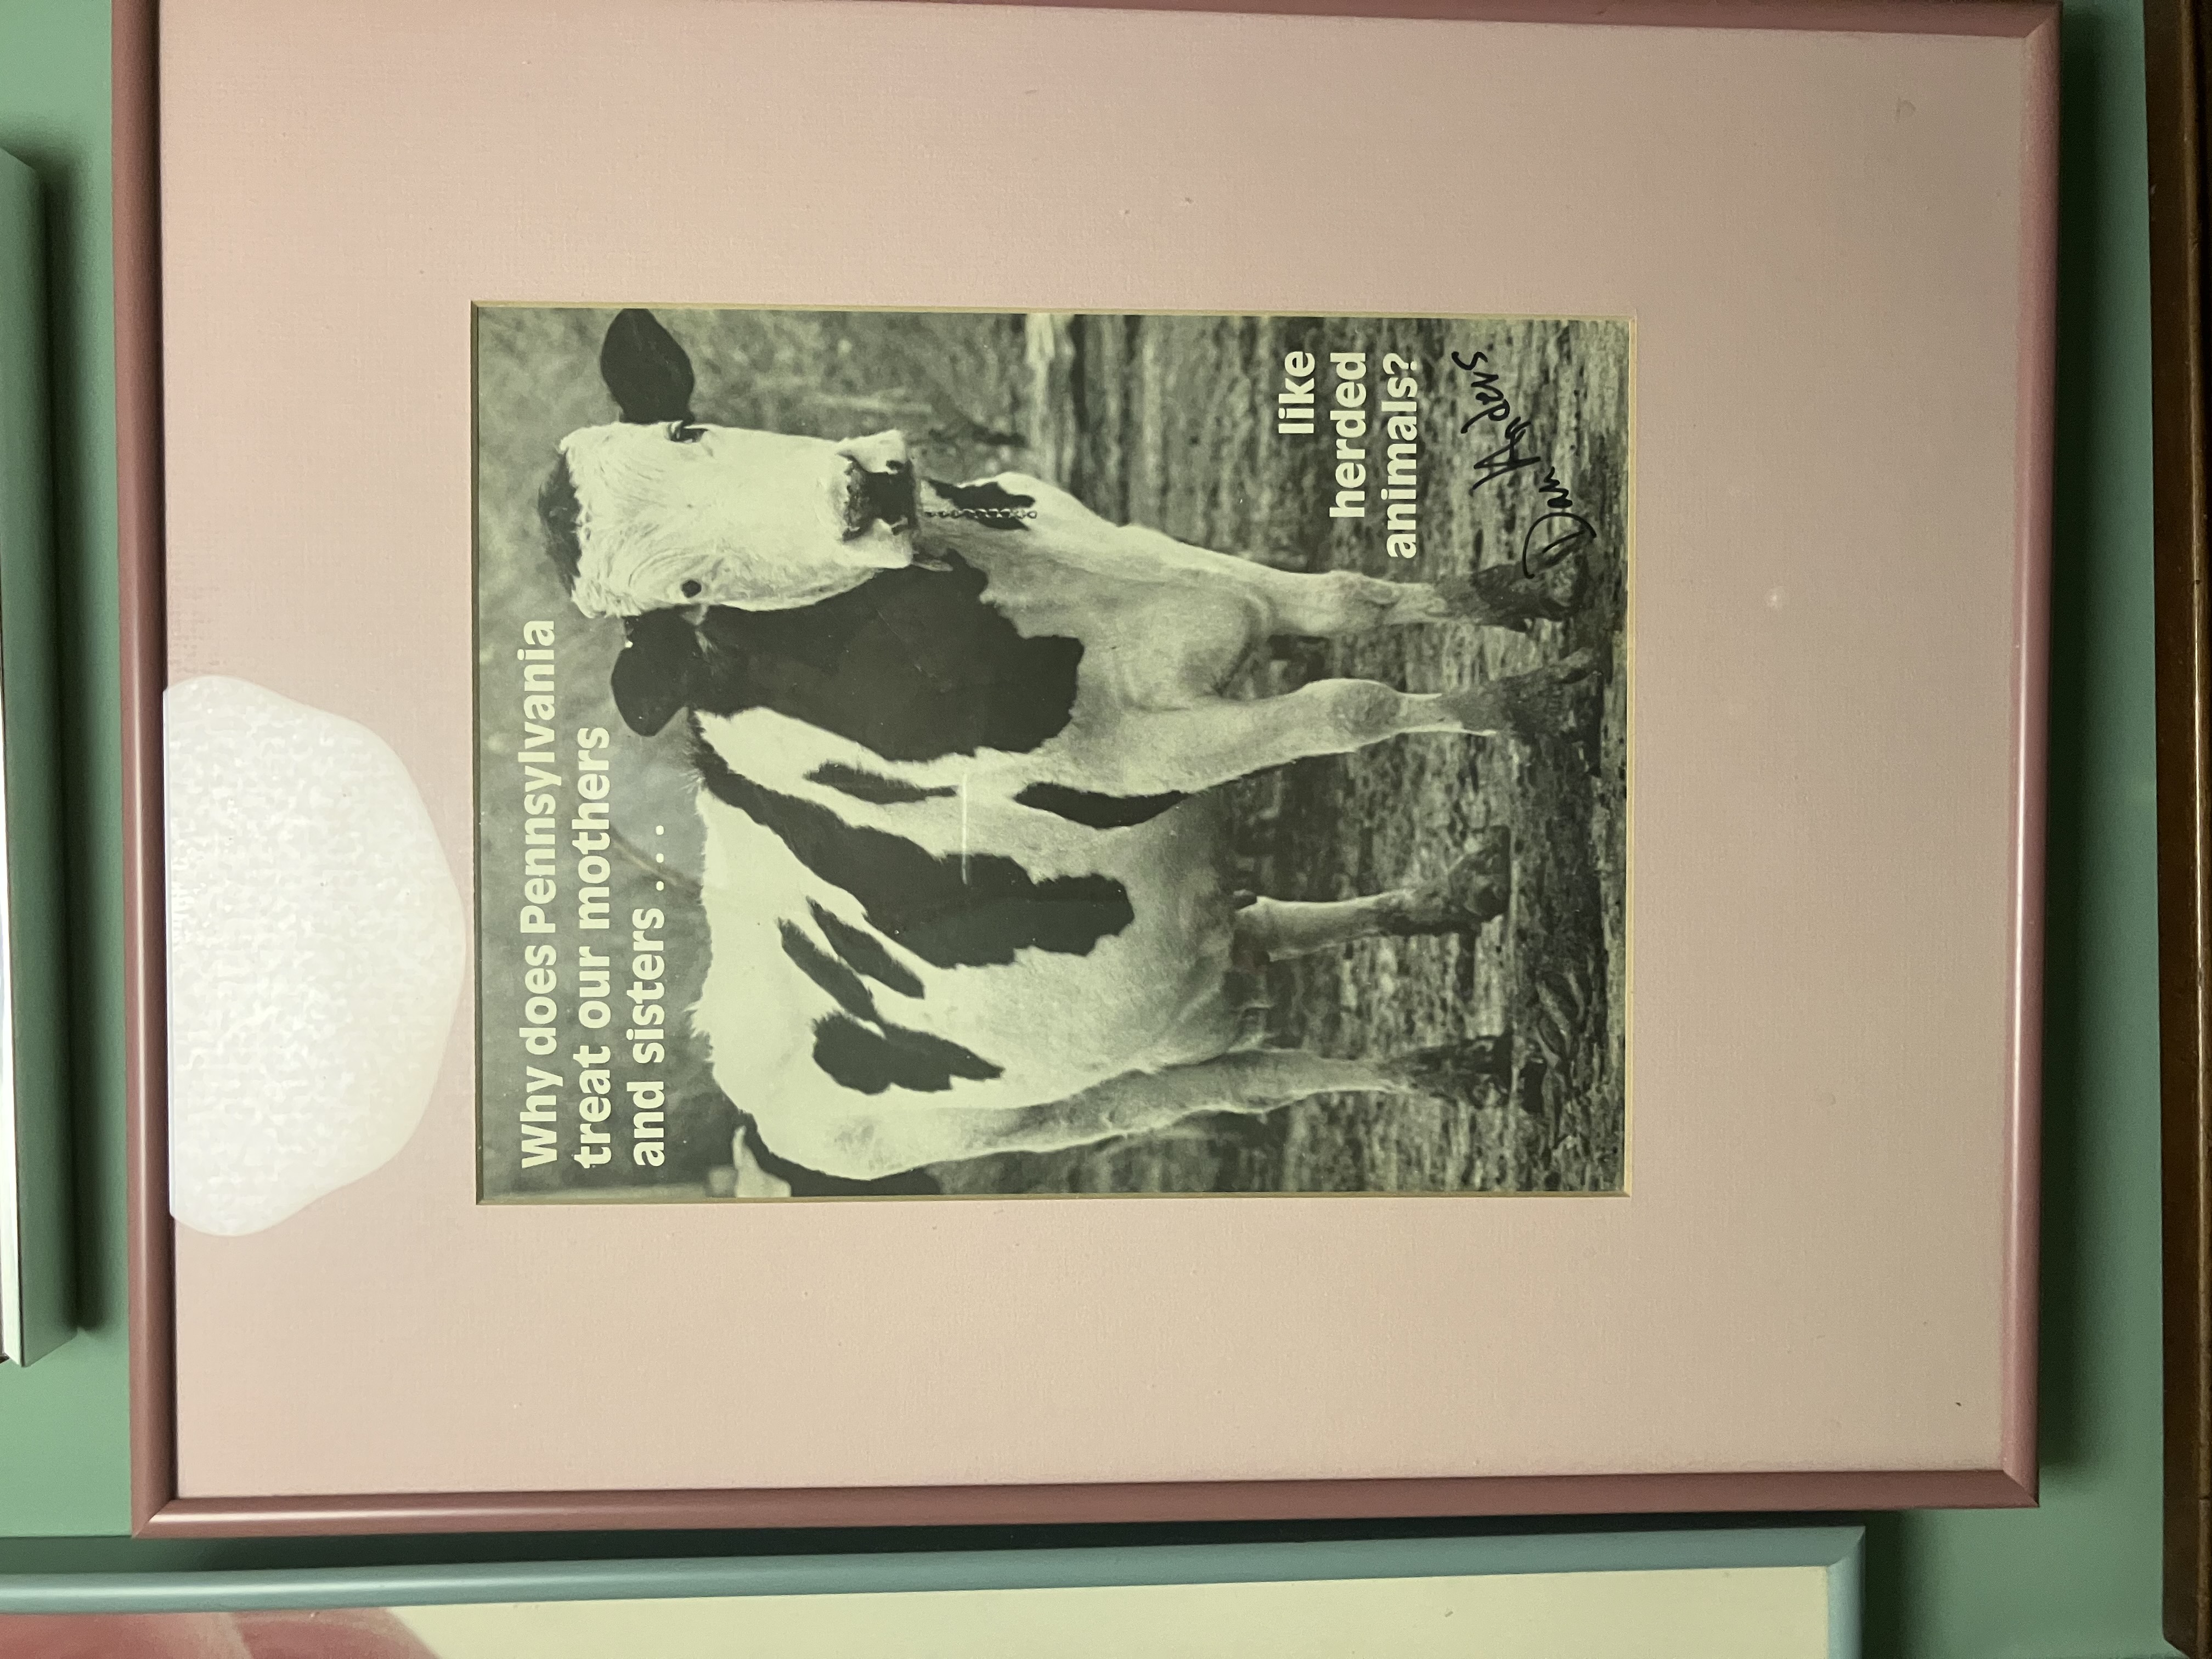 Why does Pennsylvania
treat our mothers
and sisters . . .
like
herded
animals?
Dan Anders